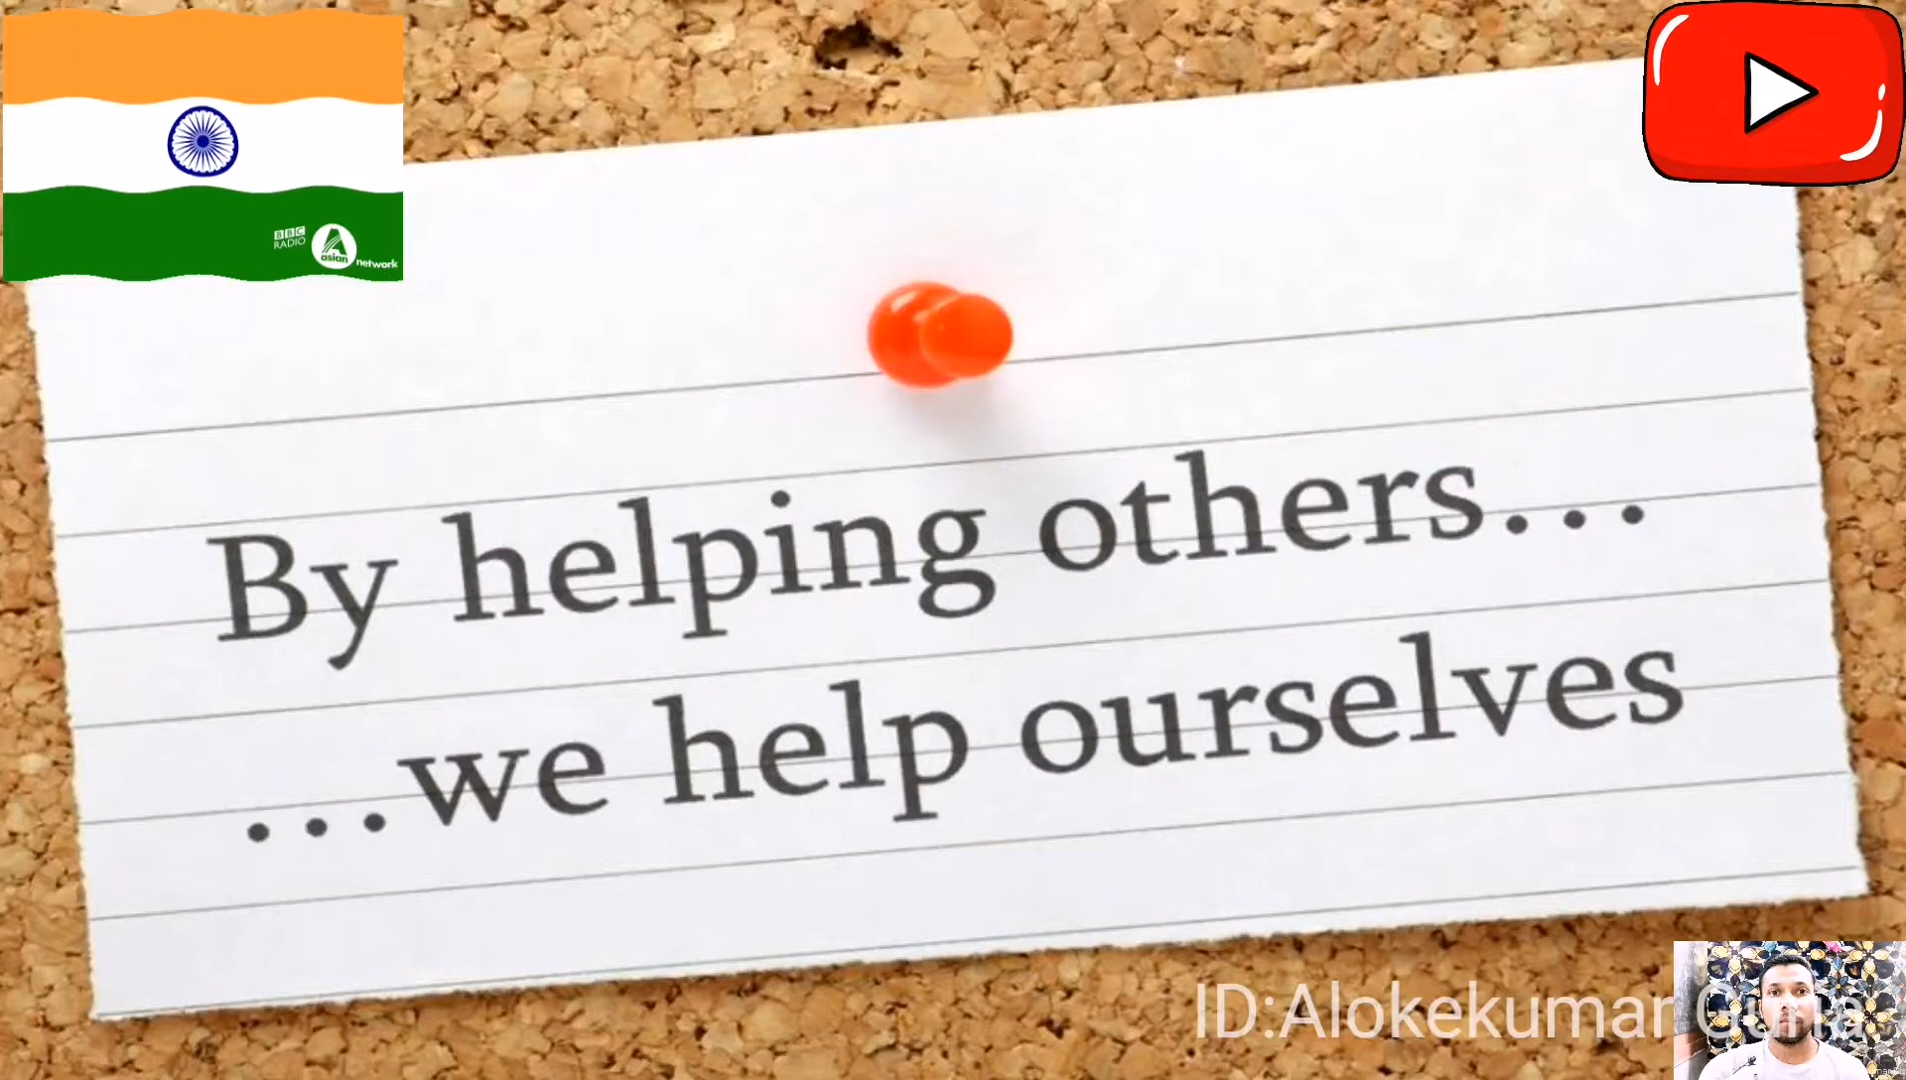 BBC
RADIO
asian network
By helping others...
...we help ourselves
ID:Alokekumar